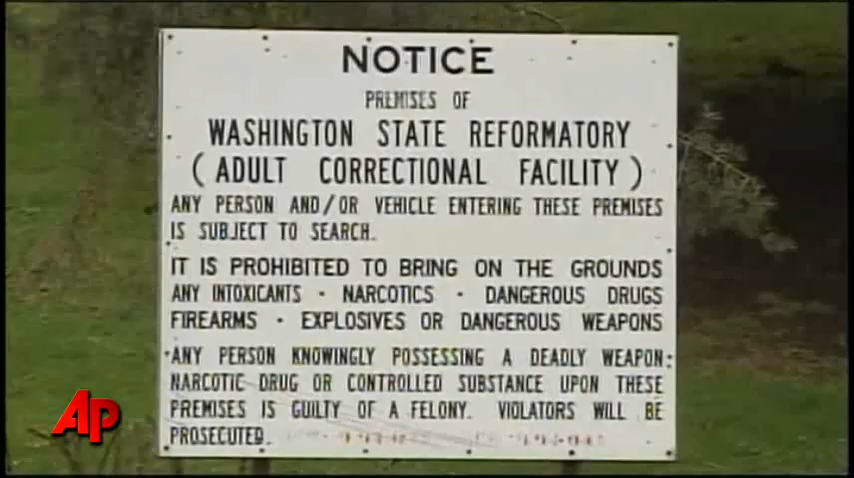 NOTICE
PREMISES OF
WASHINGTON STATE REFORMATORY
( ADULT CORRECTIONAL FACILITY )
ANY PERSON AND/OR VEHICLE ENTERING THESE PREMISES
IS SUBJECT TO SEARCH.
IT IS PROHIBITED TO BRING ON THE GROUNDS
ANY INTOXICANTS · NARCOTICS · DANGEROUS DRUGS
FIREARMS · EXPLOSIVES OR DANGEROUS WEAPONS
ANY PERSON KNOWINGLY POSSESSING A DEADLY WEAPON:
NARCOTIC DRUG OR CONTROLLED SUBSTANCE UPON THESE
PREMISES IS GUILTY OF A FELONY. VIOLATORS WILL BE
PROSECUTED.
AP